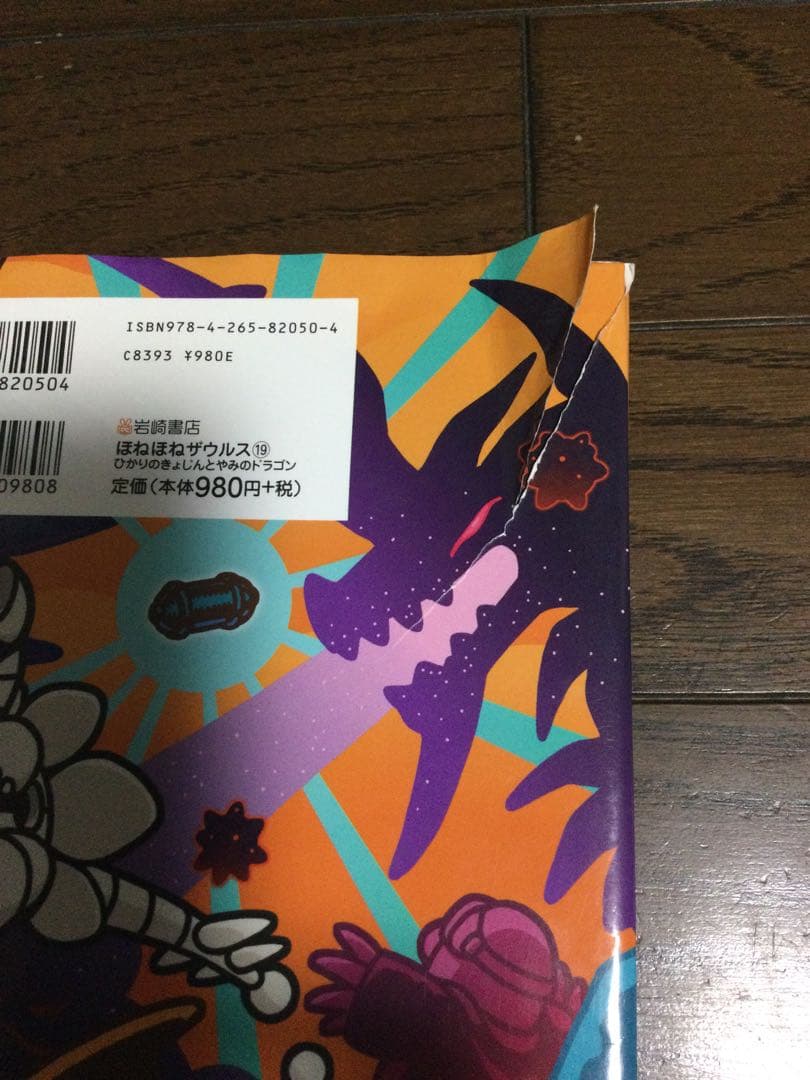 ISBN978-4-265-82050-4
C8393 ¥980E
820504
岩崎書店
ほねほねザウルス⑲
ひかりのきょじんとやみのドラゴン
09808
定価(本体980円+税)